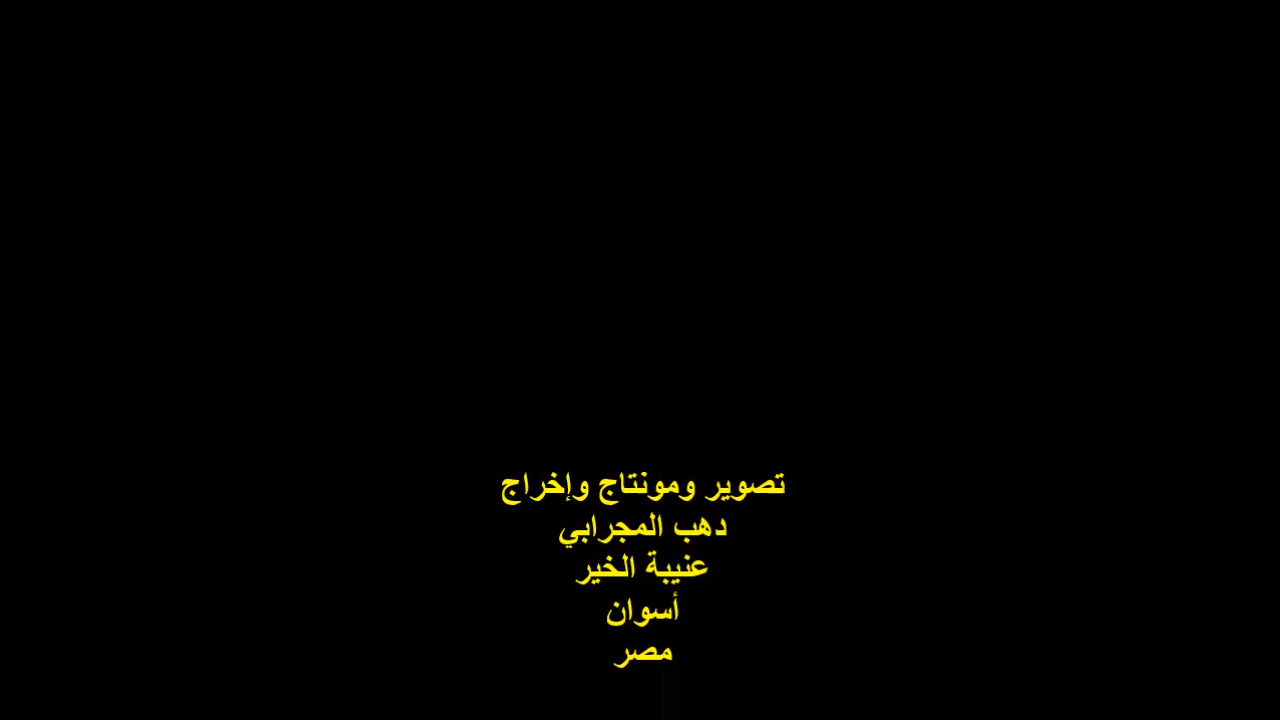 تصوير ومونتاج وإخراج
دهب المجرابي
عنيبة الخير
أسوان
مصر